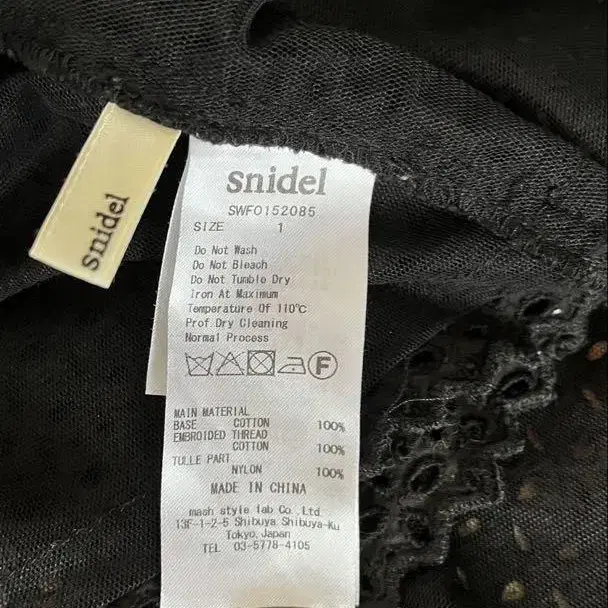 snidel
snidel
SWFO152085
SIZE 1
Do Not Wash
Do Not Bleach
Do Not Tumble Dry
Iron At Maximum
Temperature Of 110℃
Prof.Dry Cleaning
Normal Process
F
MAIN MATERIAL
BASE COTTON 100%
EMBROIDED THREAD
COTTON 100%
TULLE PART
NYLON 100%
MADE IN CHINA
mash style lab Co.,Ltd.
13F-1-2-5 Shibuya Shibuya-Ku
Tokyo,Japan
TEL 03-5778-4105